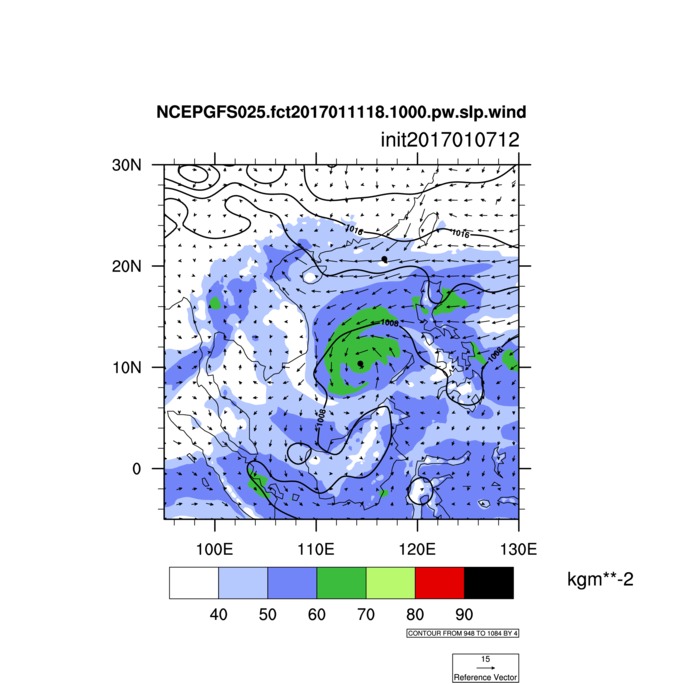 NCEPGFS025.fct2017011118.1000.pw.slp.wind
init2017010712
30N
1016
1016
20N
1008
1008
10N
1008
0
100E 110E 120E 130E
kgm**-2
40 50 60 70 80 90
CONTOUR FROM 948 TO 1084 BY 4
15
Reference Vector